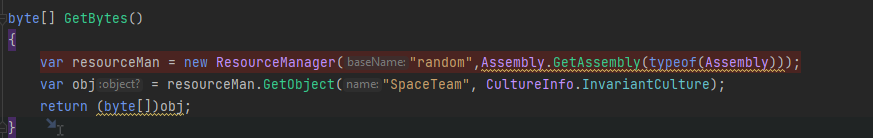 byte[] GetBytes()
{
var resourceMan = new ResourceManager( baseName: "random",Assembly.GetAssembly(typeof(Assembly)));
var obj :object? = resourceMan.GetObject( name: "SpaceTeam", CultureInfo.InvariantCulture);
return (byte[])obj;
}